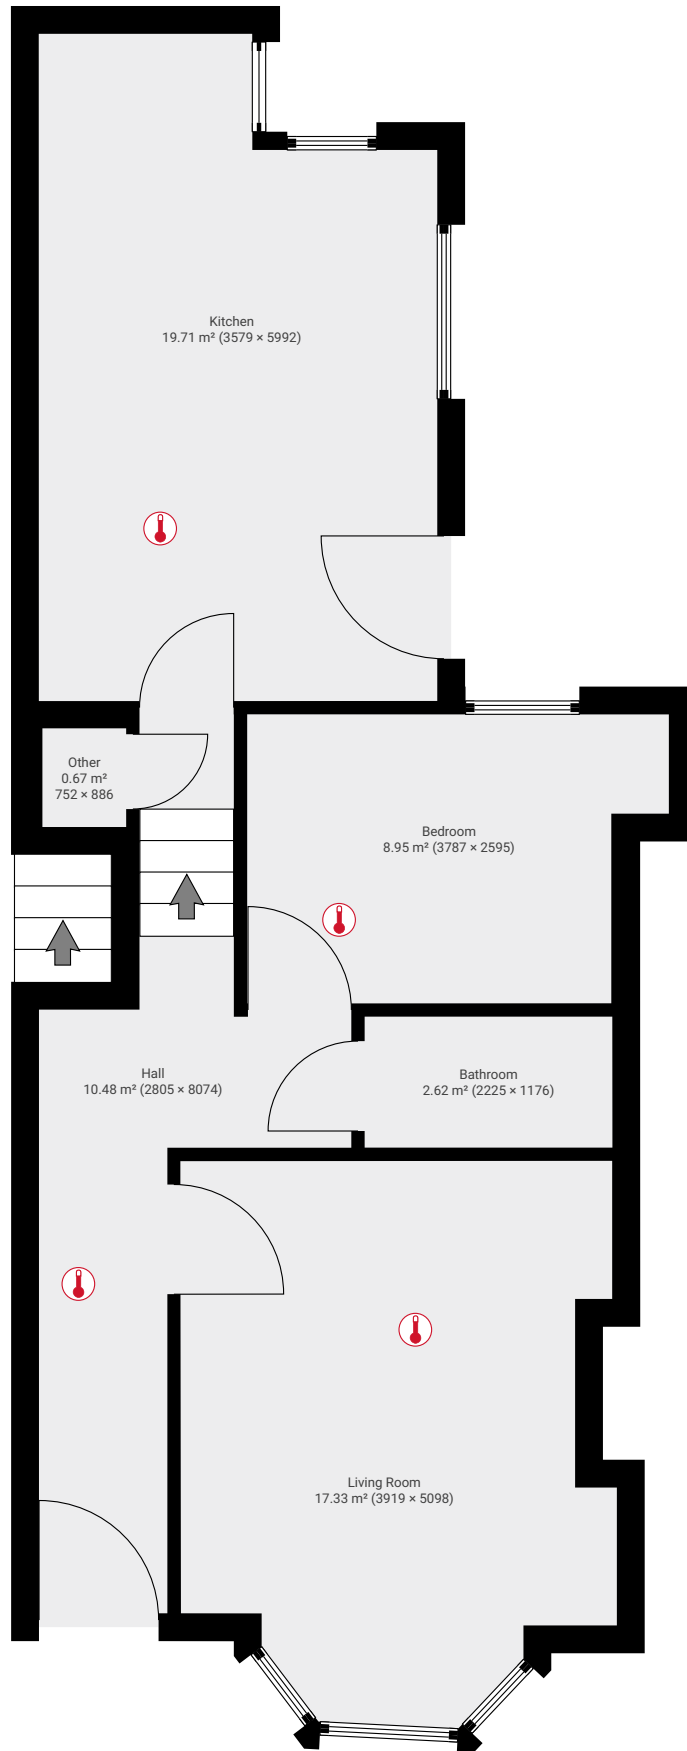 Kitchen
19.71 m² (3579 × 5992)
Other
0.67 m²
752 × 886
Bedroom
8.95 m² (3787 × 2595)
Hall
10.48 m² (2805 × 8074)
Bathroom
2.62 m² (2225 × 1176)
Living Room
17.33 m² (3919 × 5098)